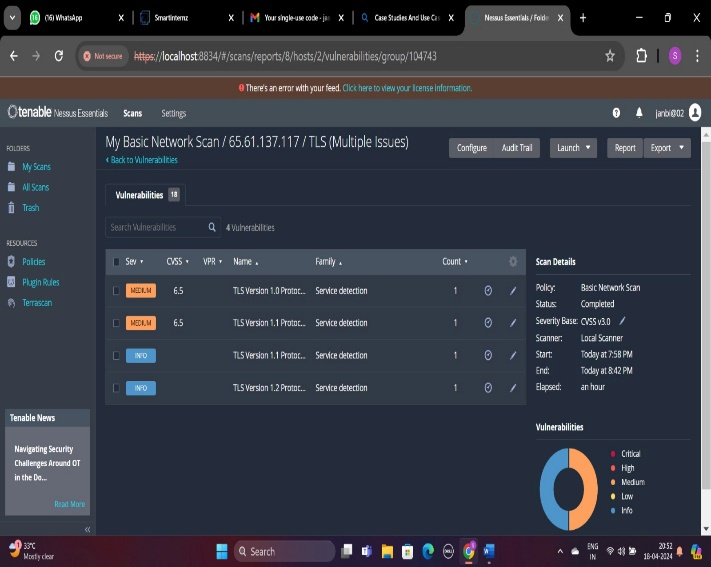 (16) WhatsApp
Smartinternz
Your single-use code - jan
Case Studies And Use Cas
Nessus Essentials / Folde
Not secure https://localhost:8834/#/scans/reports/8/hosts/2/vulnerabilities/group/104743
S
There's an error with your feed. Click here to view your license information.
tenable Nessus Essentials Scans Settings
janbi@02
FOLDERS
My Scans
All Scans
Trash
RESOURCES
Policies
Plugin Rules
Terrascan
Tenable News
Navigating Security
Challenges Around OT
in the Do...
Read More
My Basic Network Scan / 65.61.137.117 / TLS (Multiple Issues)
Back to Vulnerabilities
Configure Audit Trail Launch Report Export
Vulnerabilities 18
Search Vulnerabilities 4 Vulnerabilities
Sev CVSS VPR Name Family Count
MEDIUM 6.5 TLS Version 1.0 Protoc... Service detection 1
MEDIUM 6.5 TLS Version 1.1 Protoc... Service detection 1
INFO TLS Version 1.1 Protoc... Service detection 1
INFO TLS Version 1.2 Protoc... Service detection 1
Scan Details
Policy: Basic Network Scan
Status: Completed
Severity Base: CVSS v3.0
Scanner: Local Scanner
Start: Today at 7:58 PM
End: Today at 8:42 PM
Elapsed: an hour
Vulnerabilities
Critical
High
Medium
Low
Info
33°C
Mostly clear
Search
ENG
IN
20:52
18-04-2024